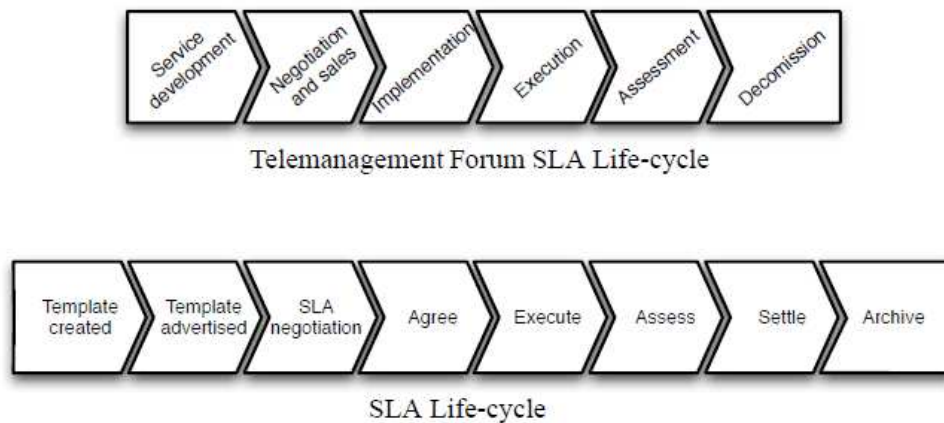 Service
development
Negotiation
and sales
Implementation
Execution
Assessment
Decomission
Telemanagement Forum SLA Life-cycle
Template
created
Template
advertised
SLA
negotiation
Agree
Execute
Assess
Settle
Archive
SLA Life-cycle